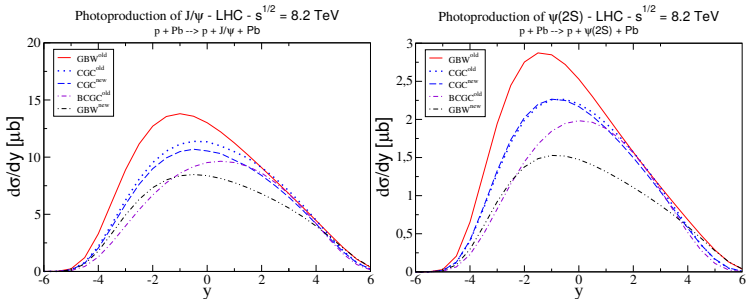 Photoproduction of J/ψ - LHC - s^1/2 = 8.2 TeV
p + Pb --> p + J/ψ + Pb
dσ/dy [μb]
20
15
10
5
0
GBW^old
CGC^old
CGC^new
BCGC^old
GBW^new
-6 -4 -2 0 2 4 6
y
Photoproduction of ψ(2S) - LHC - s^1/2 = 8.2 TeV
p + Pb --> p + ψ(2S) + Pb
dσ/dy [μb]
3
2,5
2
1,5
1
0,5
0
GBW^old
CGC^old
CGC^new
BCGC^old
GBW^new
-6 -4 -2 0 2 4 6
y